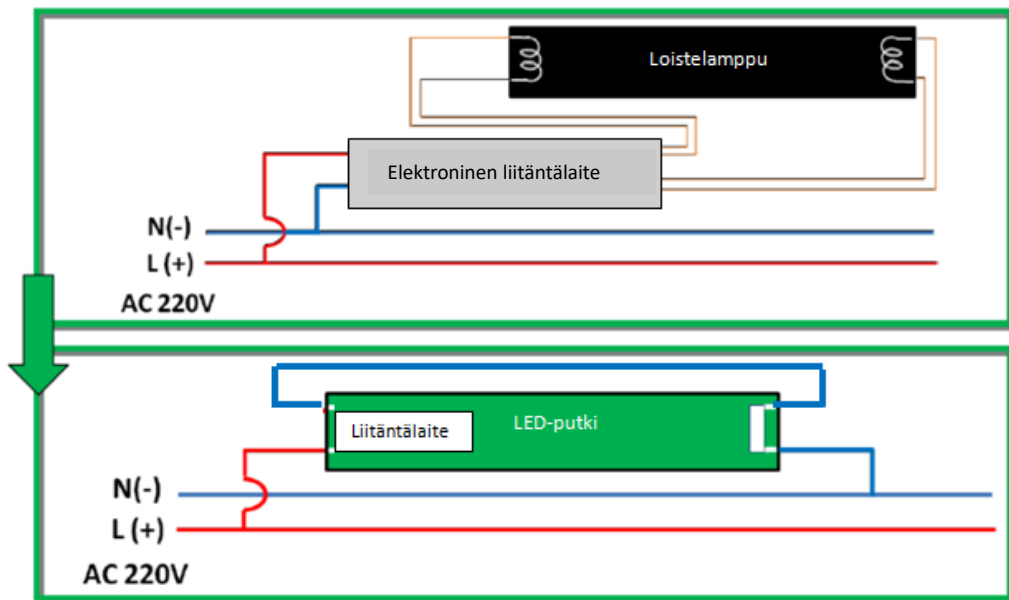 Loistelamppu
Elektroninen liitäntälaite
N(-)
L (+)
AC 220V
LED-putki
Liitäntälaite
N(-)
L (+)
AC 220V